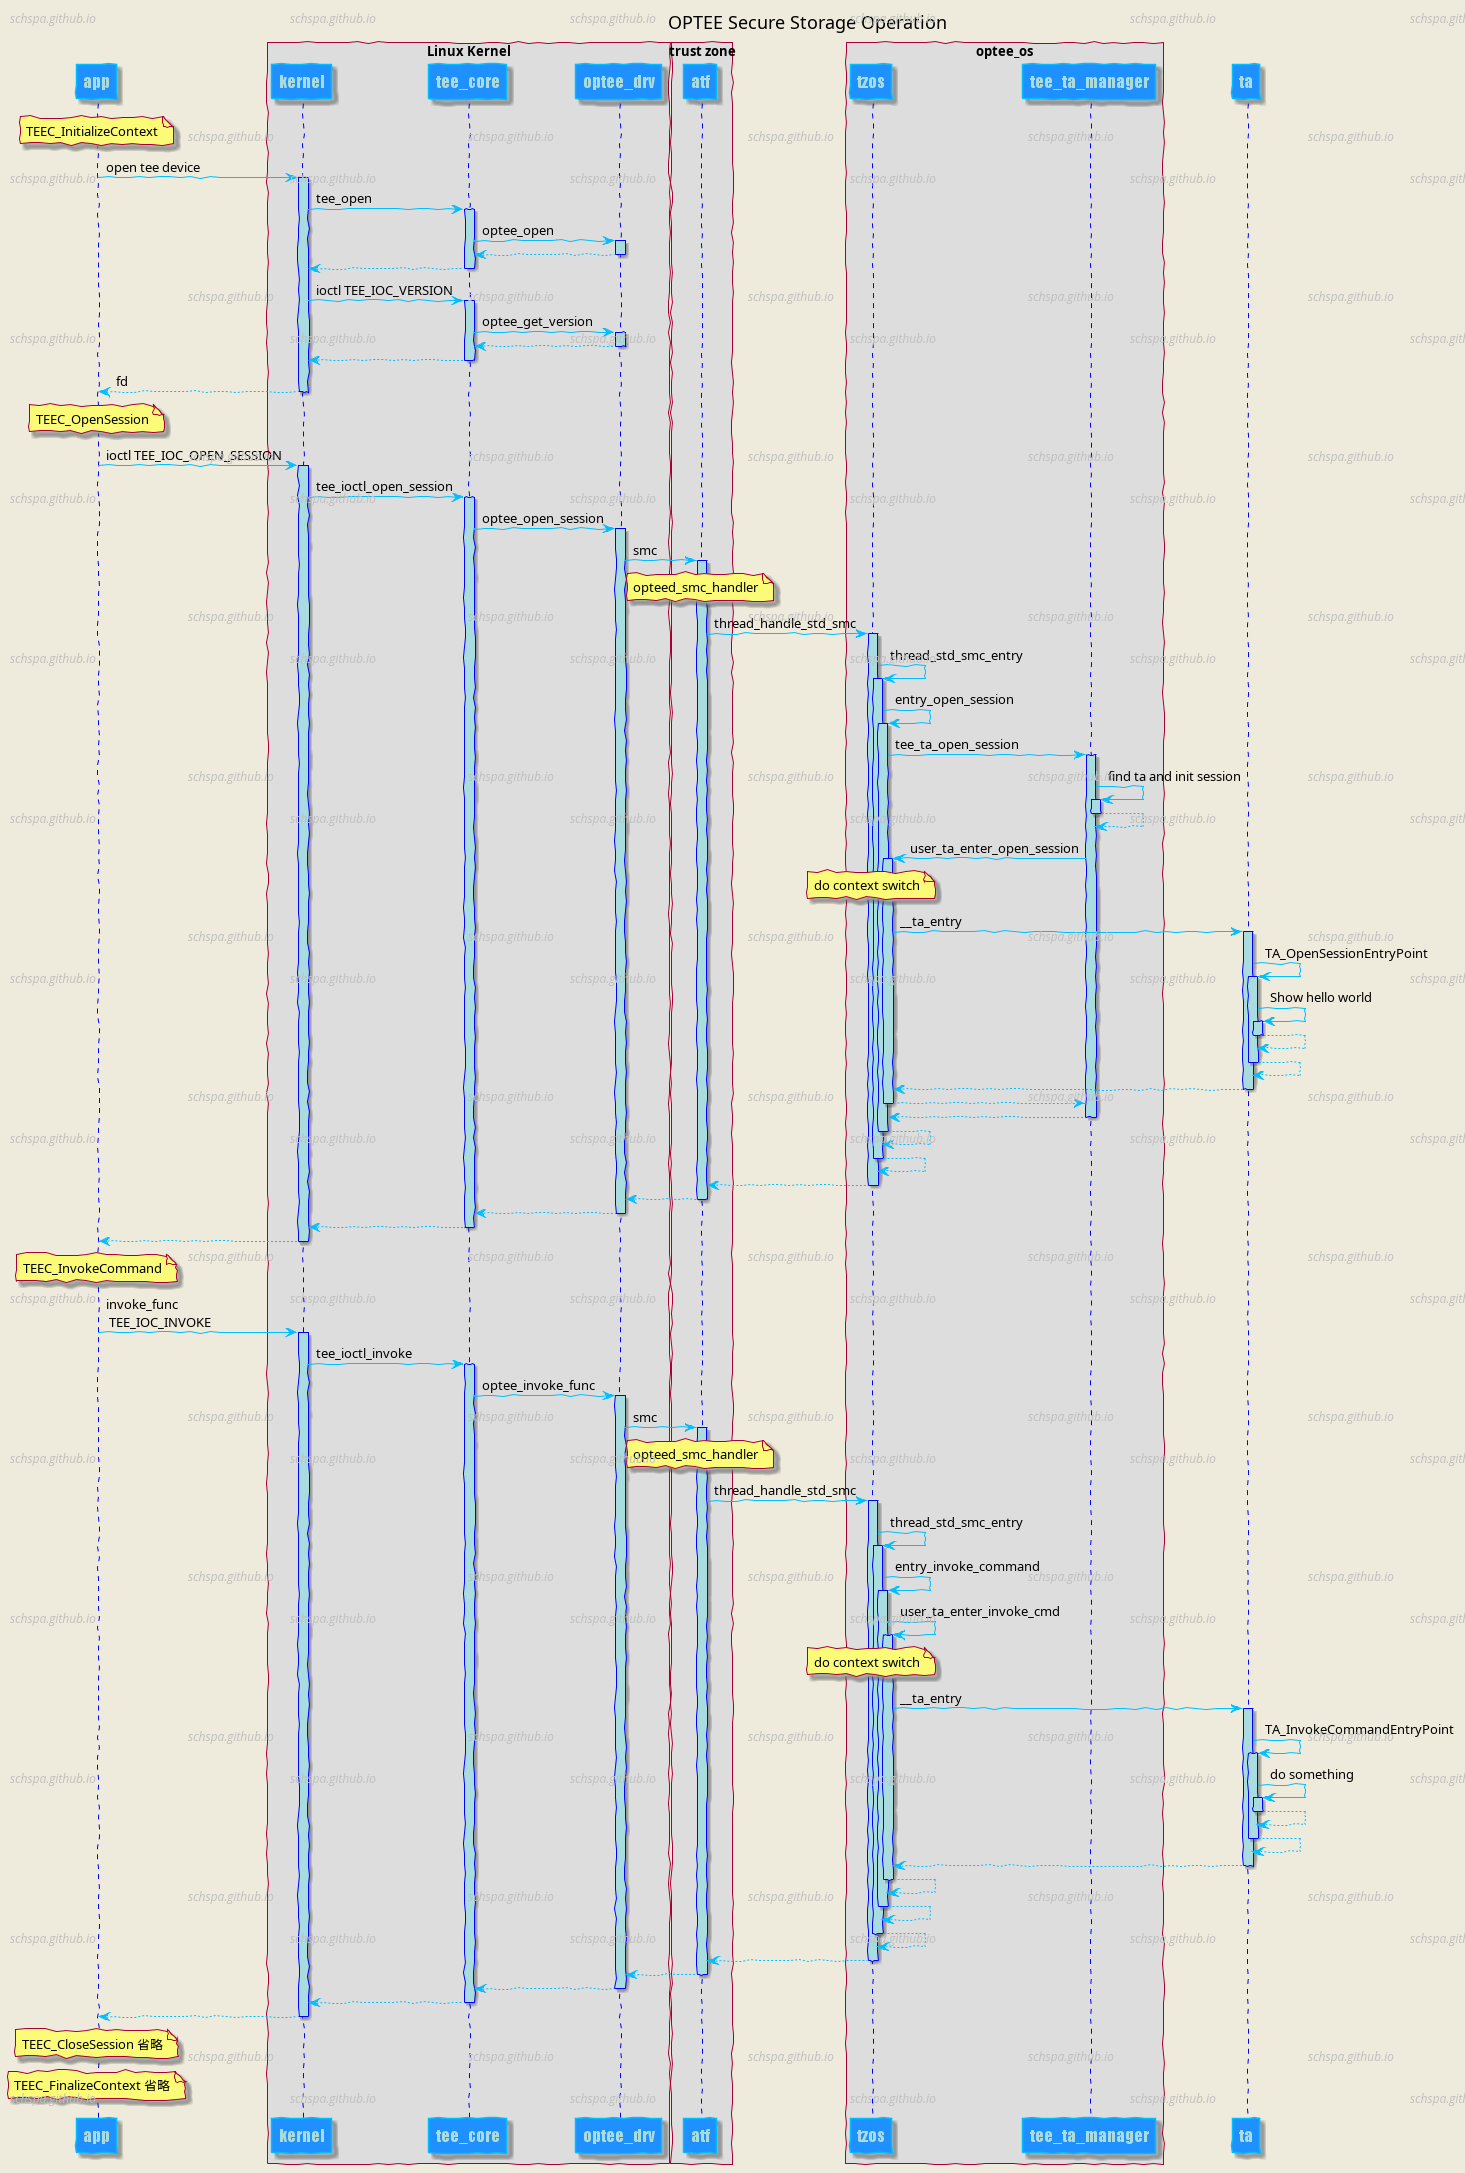 OPTEE Secure Storage Operation
Linux Kernel
trust zone
optee_os
app
kernel
tee_core
optee_drv
atf
tzos
tee_ta_manager
ta
TEEC_InitializeContext
open tee device
tee_open
optee_open
ioctl TEE_IOC_VERSION
optee_get_version
fd
TEEC_OpenSession
ioctl TEE_IOC_OPEN_SESSION
tee_ioctl_open_session
optee_open_session
smc
opteed_smc_handler
thread_handle_std_smc
thread_std_smc_entry
entry_open_session
tee_ta_open_session
find ta and init session
user_ta_enter_open_session
do context switch
__ta_entry
TA_OpenSessionEntryPoint
Show hello world
TEEC_InvokeCommand
invoke_func
TEE_IOC_INVOKE
tee_ioctl_invoke
optee_invoke_func
smc
opteed_smc_handler
thread_handle_std_smc
thread_std_smc_entry
entry_invoke_command
user_ta_enter_invoke_cmd
do context switch
__ta_entry
TA_InvokeCommandEntryPoint
do something
TEEC_CloseSession 省略
TEEC_FinalizeContext 省略
app
kernel
tee_core
optee_drv
atf
tzos
tee_ta_manager
ta
schspa.github.io